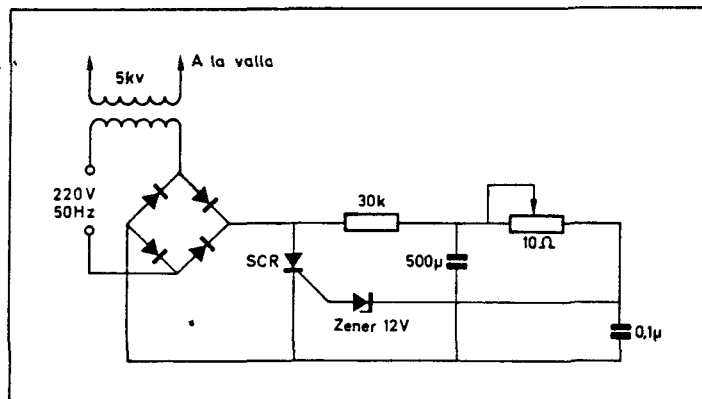 A la valla
5kv
220V
50Hz
30k
10Ω
SCR
500μ
Zener 12V
0,1μ